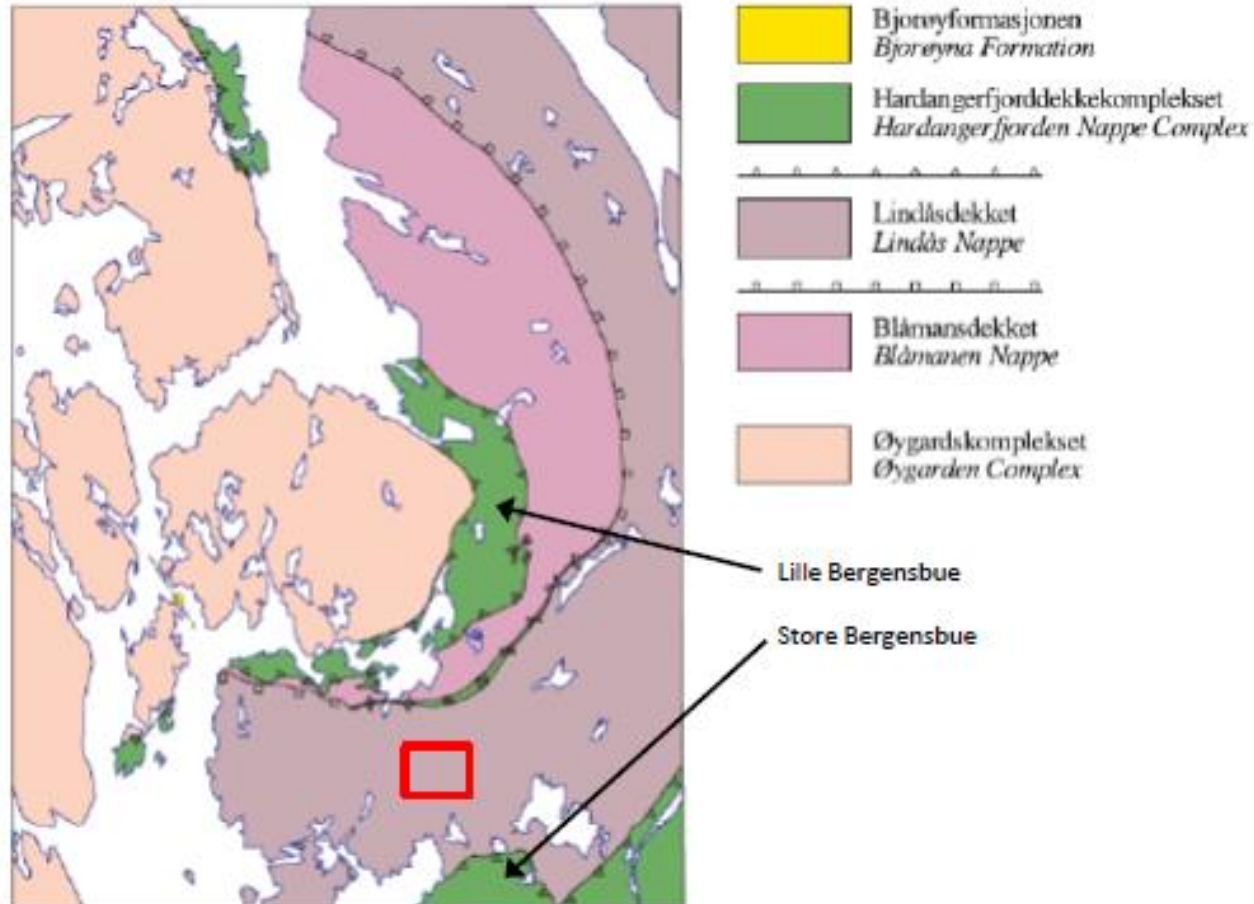 Bjorøyformasjonen
Bjorøyna Formation
Hardangerfjorddekkekomplekset
Hardangerfjorden Nappe Complex
Lindåsdekket
Lindås Nappe
Blåmansdekket
Blåmanen Nappe
Øygardskomplekset
Øygarden Complex
Lille Bergensbue
Store Bergensbue